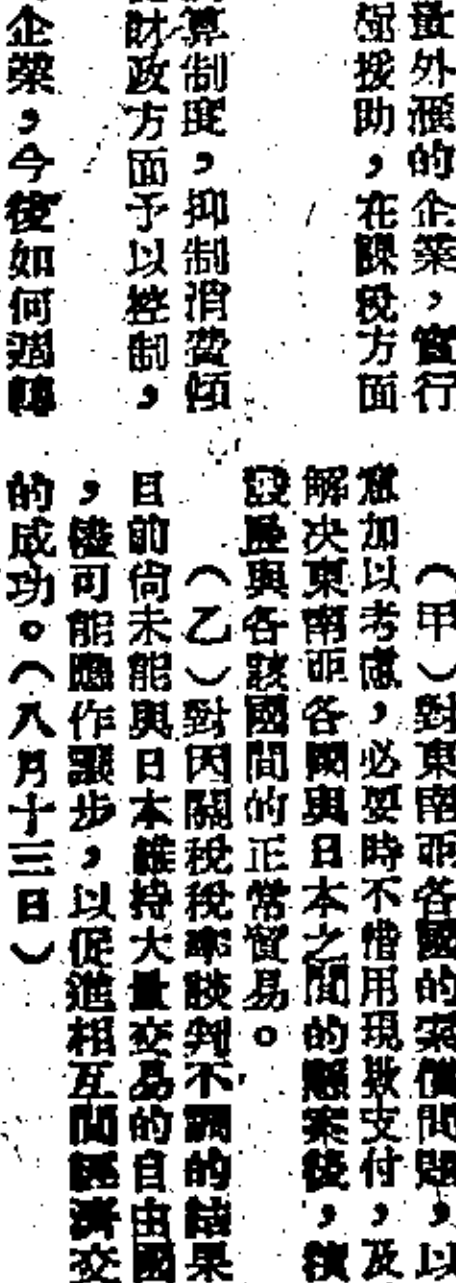 量外滙的企業，實行
援助，在課稅方面
算制度，抑制消費傾
財政方面予以控制，
企業，今後如何週轉
（甲）對東南亞各國的索償問題，以
意加以考慮，必要時不惜用現欵支付，及
解決東南亞各國與日本之間的懸案後，
與各該國間的正常貿易。
（乙）對因關稅稅率談判不調的結果
目前尙未能與日本維持大量交易的自由國
，儘可能應作讓步，以促進相互間經濟交
的成功。（八月十三日）